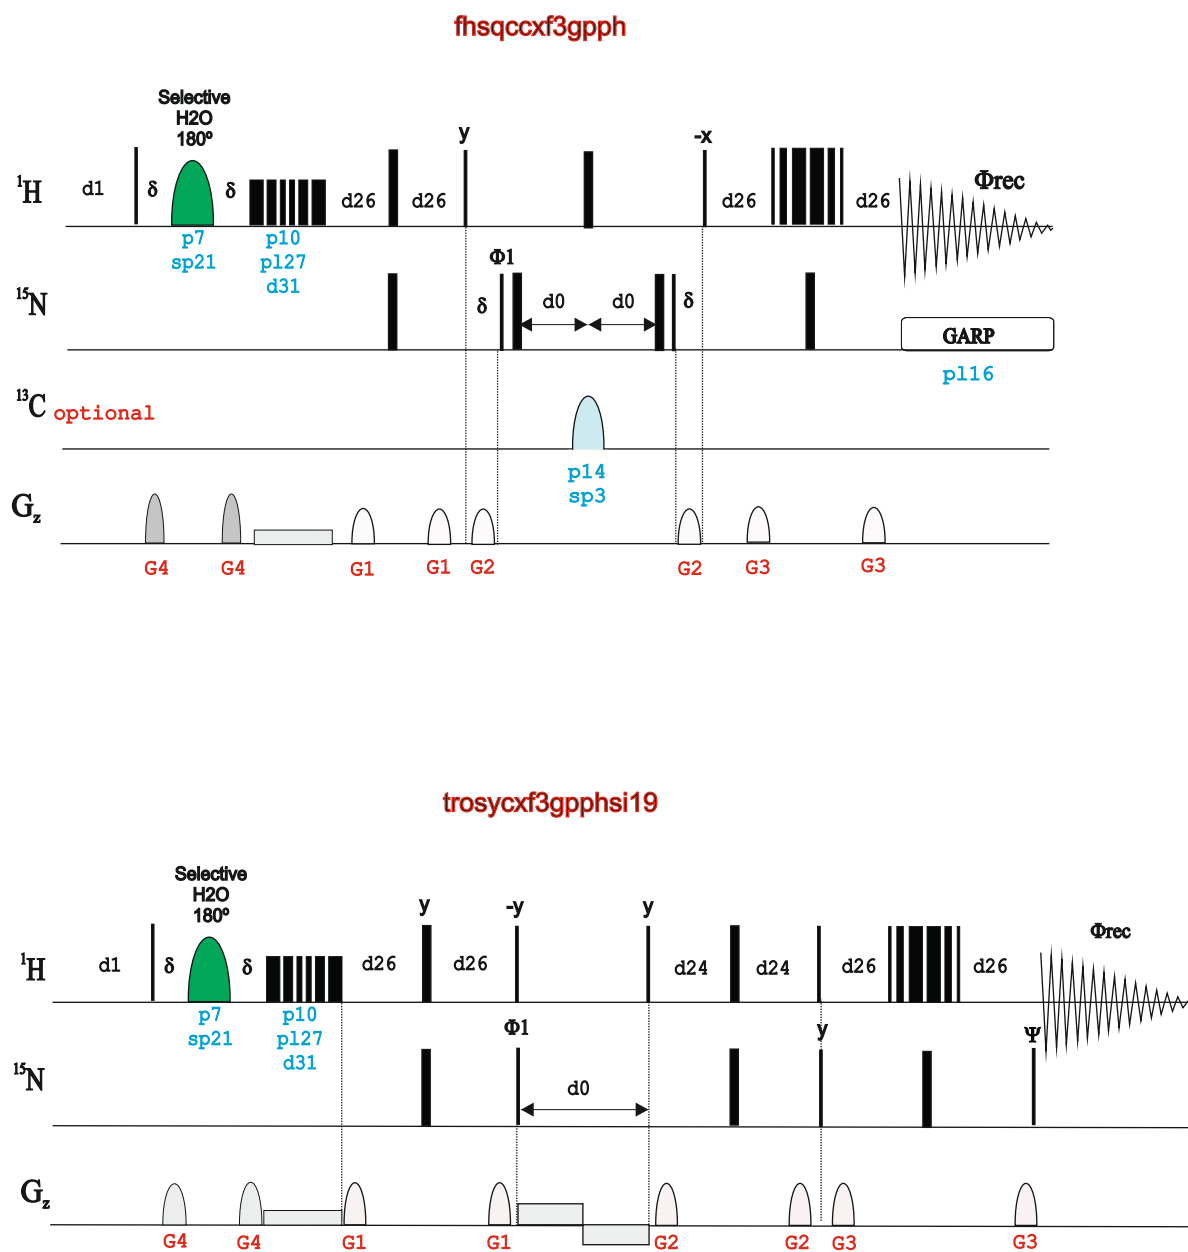 fhsqccxf3gpph
Selective
H2O
180º
y
-x
¹H
d1
δ
δ
d26
d26
d26
d26
Φrec
p7
sp21
p10
pl27
d31
Φ1
¹⁵N
δ
d0
d0
δ
GARP
pl16
¹³C optional
p14
sp3
Gz
G4
G4
G1
G1
G2
G2
G3
G3
trosycxf3gpphsi19
Selective
H2O
180º
y
-y
y
Φrec
¹H
d1
δ
δ
d26
d26
d24
d24
d26
d26
p7
sp21
p10
pl27
d31
Φ1
y
Ψ
¹⁵N
d0
Gz
G4
G4
G1
G1
G2
G2
G3
G3